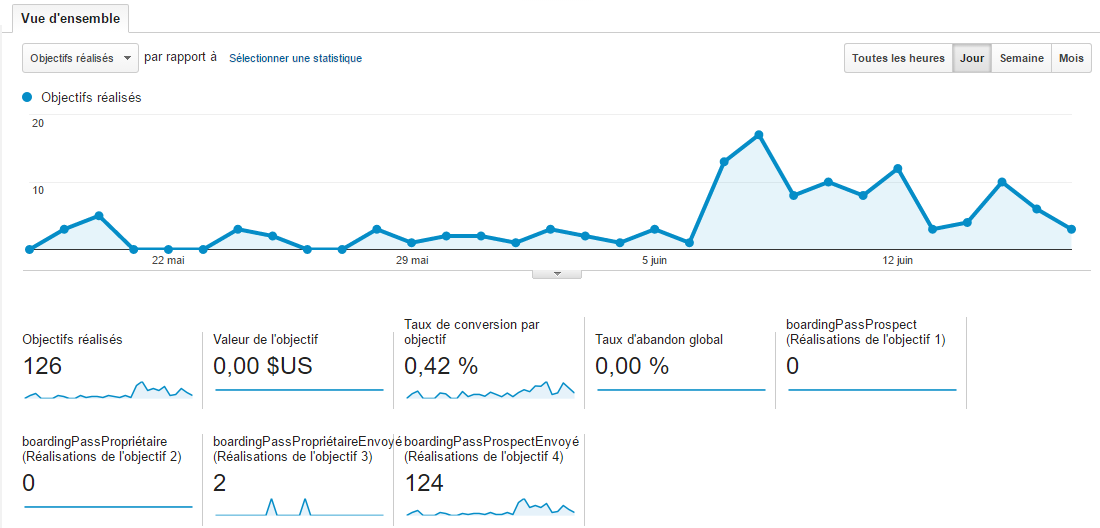 Vue d'ensemble
Objectifs réalisés par rapport à Sélectionner une statistique
Toutes les heures Jour Semaine Mois
Objectifs réalisés
20
10
22 mai 29 mai 5 juin 12 juin
Objectifs réalisés
126
Valeur de l'objectif
0,00 $US
Taux de conversion par
objectif
0,42 %
Taux d'abandon global
0,00 %
boardingPassProspect
(Réalisations de l'objectif 1)
0
boardingPassPropriétaire
(Réalisations de l'objectif 2)
0
boardingPassPropriétaireEnvoyé
(Réalisations de l'objectif 3)
2
boardingPassProspectEnvoyé
(Réalisations de l'objectif 4)
124